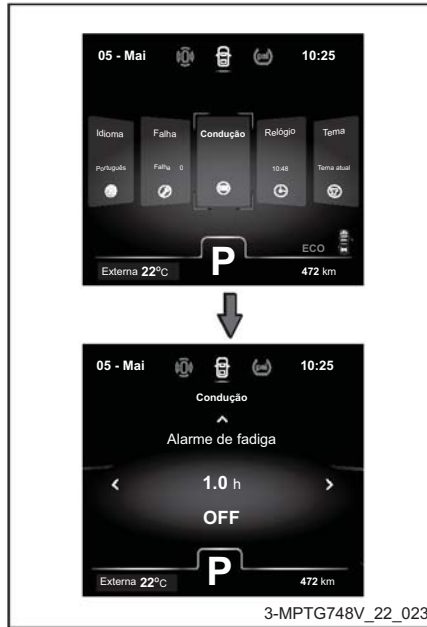 05 - Mai 10:25
Idioma Falha Condução Relógio Tema
Português Falha 0 10:48 Tema atual
ECO
P
Externa 22°C 472 km
05 - Mai 10:25
Condução
Alarme de fadiga
1.0 h
OFF
P
Externa 22°C 472 km
3-MPTG748V_22_023